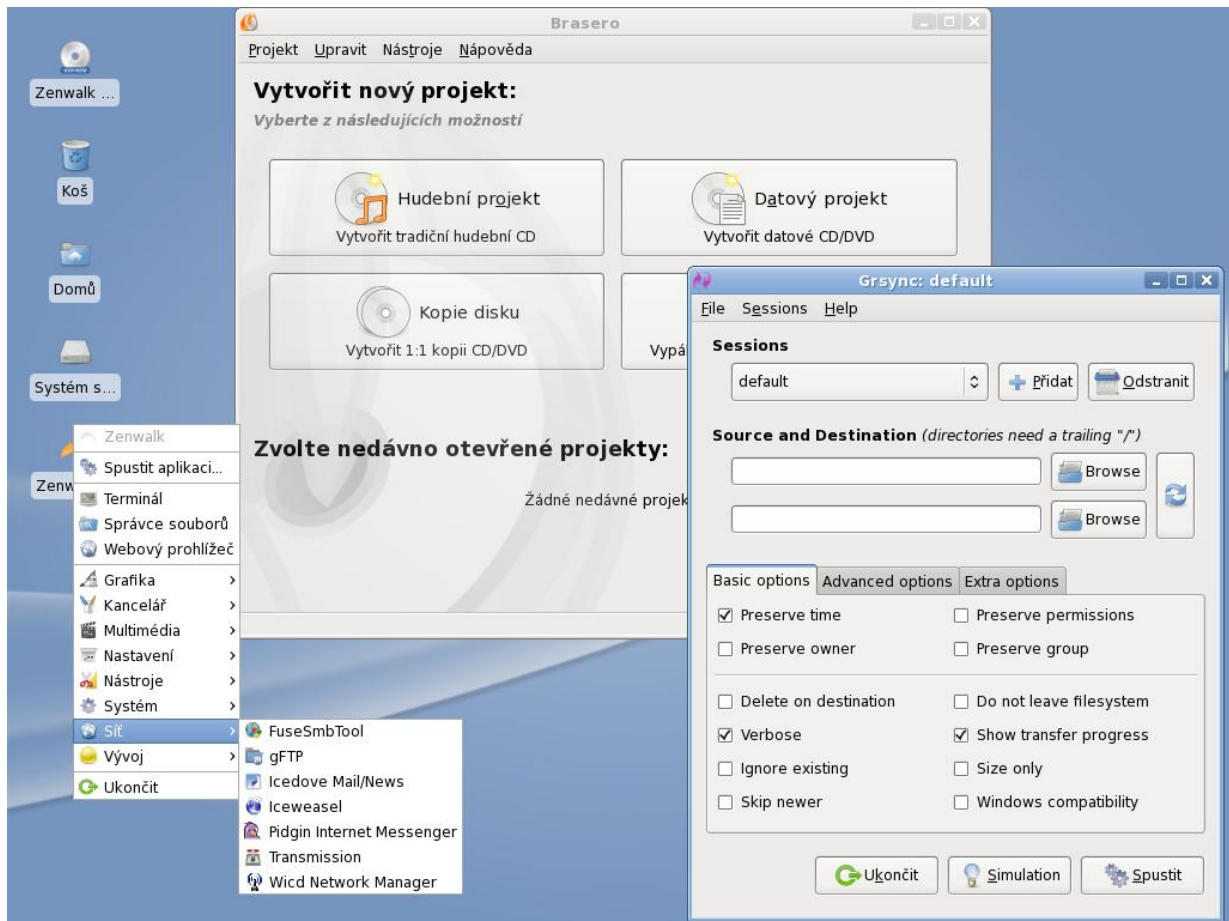 Zenwalk ...
Koš
Domů
Systém s...
Brasero
Projekt Upravit Nástroje Nápověda
Vytvořit nový projekt:
Vyberte z následujících možností
Hudební projekt
Vytvořit tradiční hudební CD
Datový projekt
Vytvořit datové CD/DVD
Kopie disku
Vytvořit 1:1 kopii CD/DVD
Zvolte nedávno otevřené projekty:
Zenwalk
Spustit aplikaci...
Terminál
Správce souborů
Webový prohlížeč
Grafika
Kancelář
Multimédia
Nastavení
Nástroje
Systém
Síť
Vývoj
Ukončit
FuseSmbTool
gFTP
Icedove Mail/News
Iceweasel
Pidgin Internet Messenger
Transmission
Wicd Network Manager
Žádné nedávné
Grsync: default
File Sessions Help
Sessions
default
Přidat
Odstranit
Source and Destination (directories need a trailing "/")
Browse
Browse
Basic options Advanced options Extra options
Preserve time Preserve permissions
Preserve owner Preserve group
Delete on destination Do not leave filesystem
Verbose Show transfer progress
Ignore existing Size only
Skip newer Windows compatibility
Ukončit Simulation Spustit